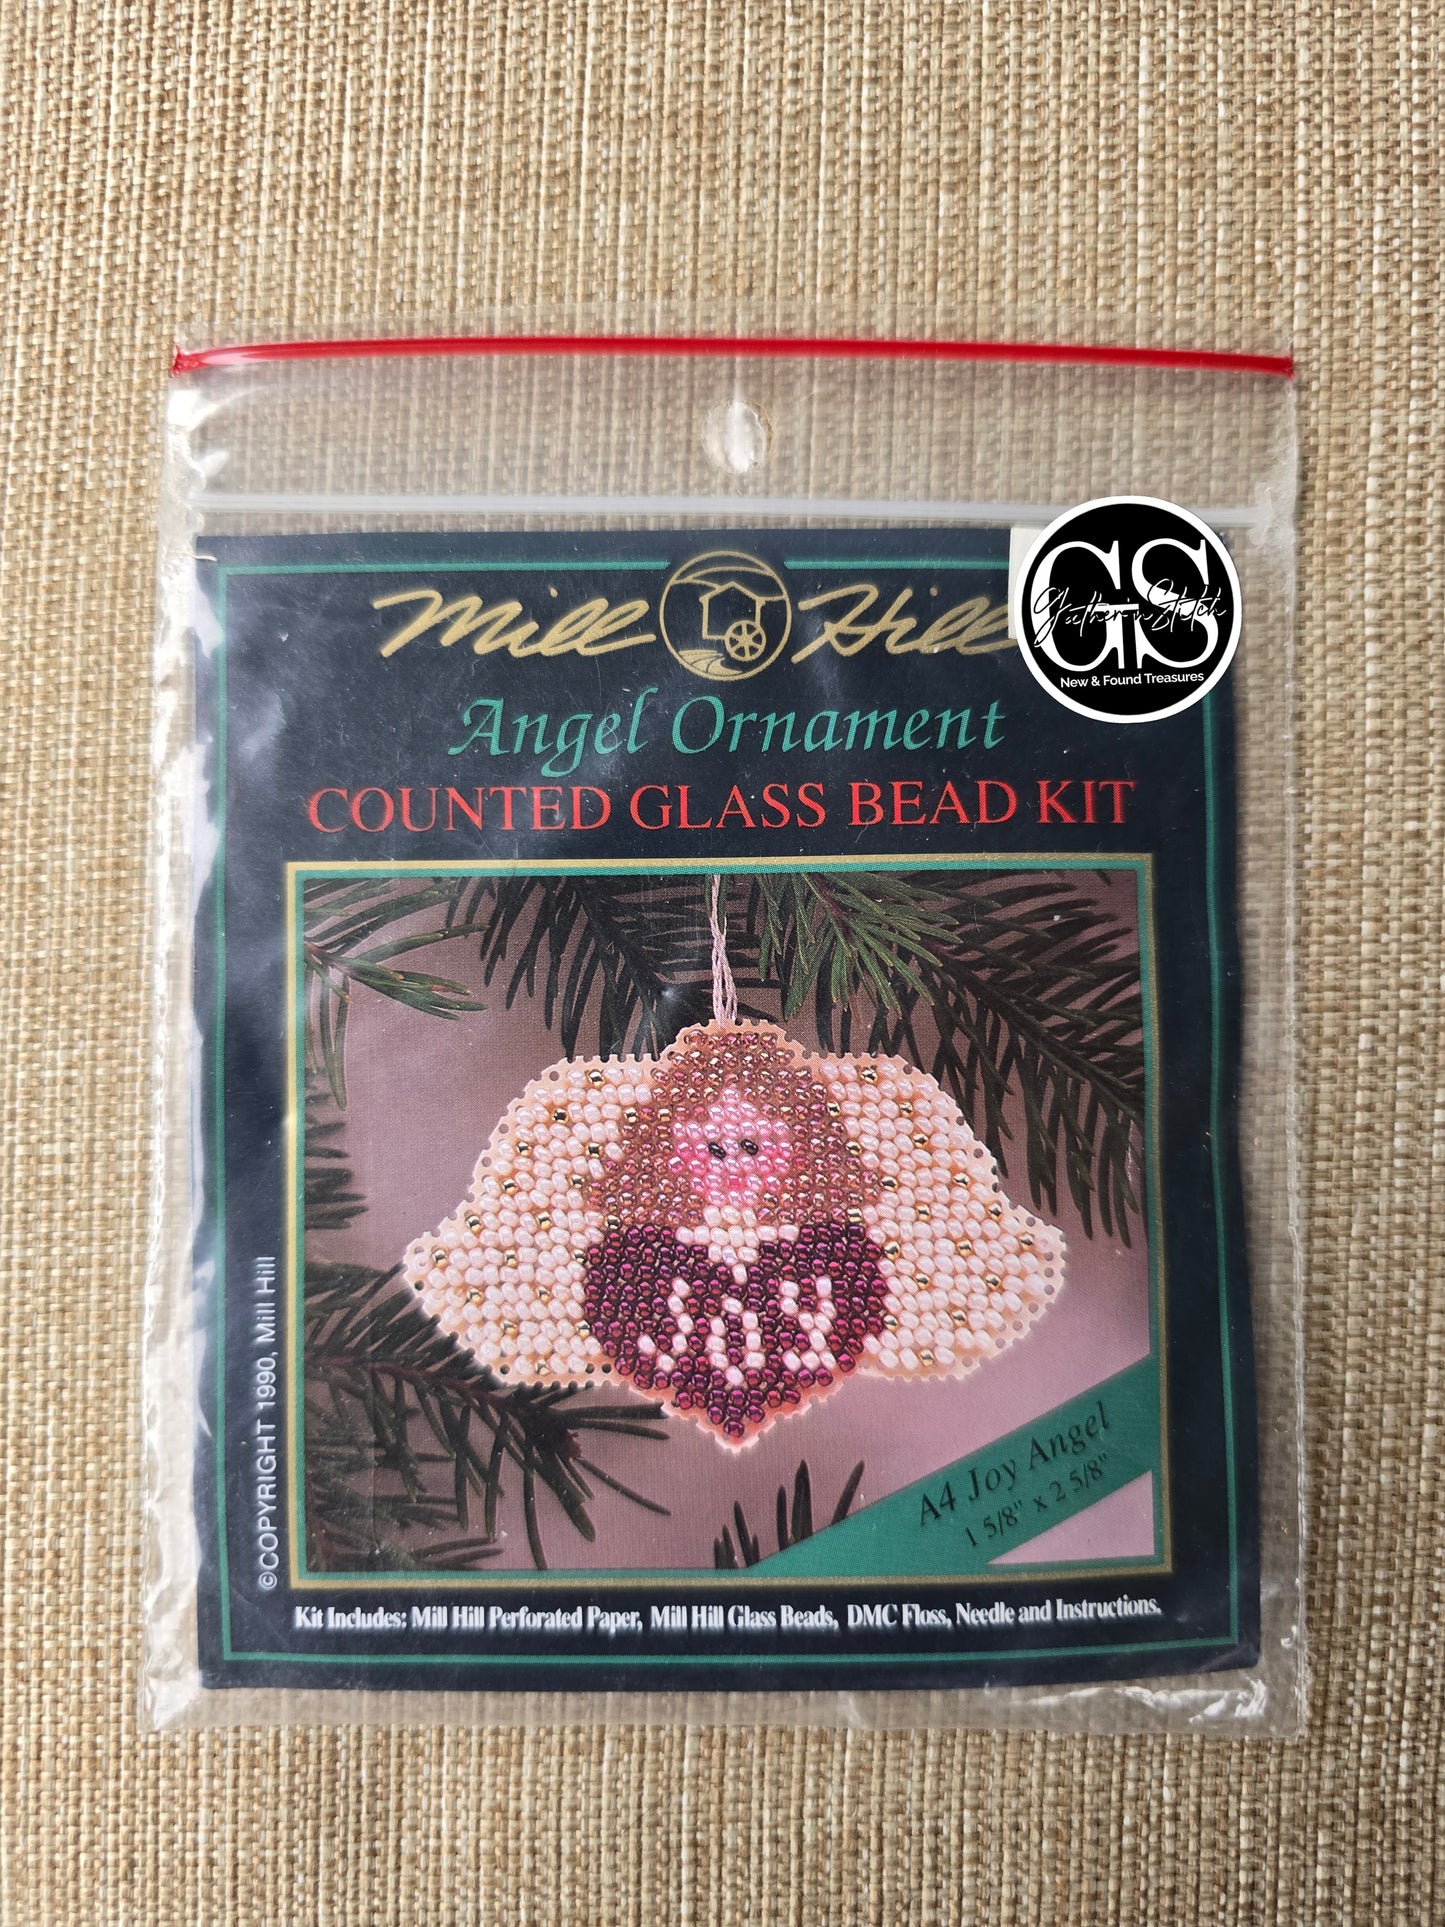 Mill Hill
GS
Gather'n Stitch
New & Found Treasures
Angel Ornament
COUNTED GLASS BEAD KIT
JOY
A4 Joy Angel
1 5/8" x 2 5/8"
©COPYRIGHT 1990, Mill Hill
Kit Includes: Mill Hill Perforated Paper, Mill Hill Glass Beads, DMC Floss, Needle and Instructions.